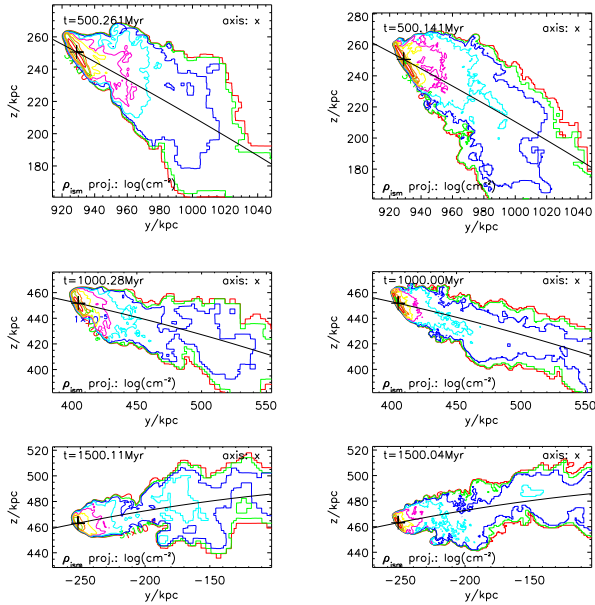 t=500.261Myr axis: x
260
240
220
200
180
z/kpc
ρism proj.: log(cm⁻²)
920 940 960 980 1000 1020 1040
y/kpc
t=500.141Myr axis: x
280
260
240
220
200
180
z/kpc
ρism proj.: log(cm⁻²)
920 940 960 980 1000 1020 1040
y/kpc
t=1000.28Myr axis: x
460
440
420
400
z/kpc
ρism proj.: log(cm⁻²)
400 450 500 550
y/kpc
t=1000.00Myr axis: x
460
440
420
400
z/kpc
ρism proj.: log(cm⁻²)
400 450 500 550
y/kpc
t=1500.11Myr axis: x
520
500
480
460
440
z/kpc
ρism proj.: log(cm⁻²)
-250 -200 -150 -100
y/kpc
t=1500.04Myr axis: x
520
500
480
460
440
z/kpc
ρism proj.: log(cm⁻²)
-250 -200 -150 -100
y/kpc